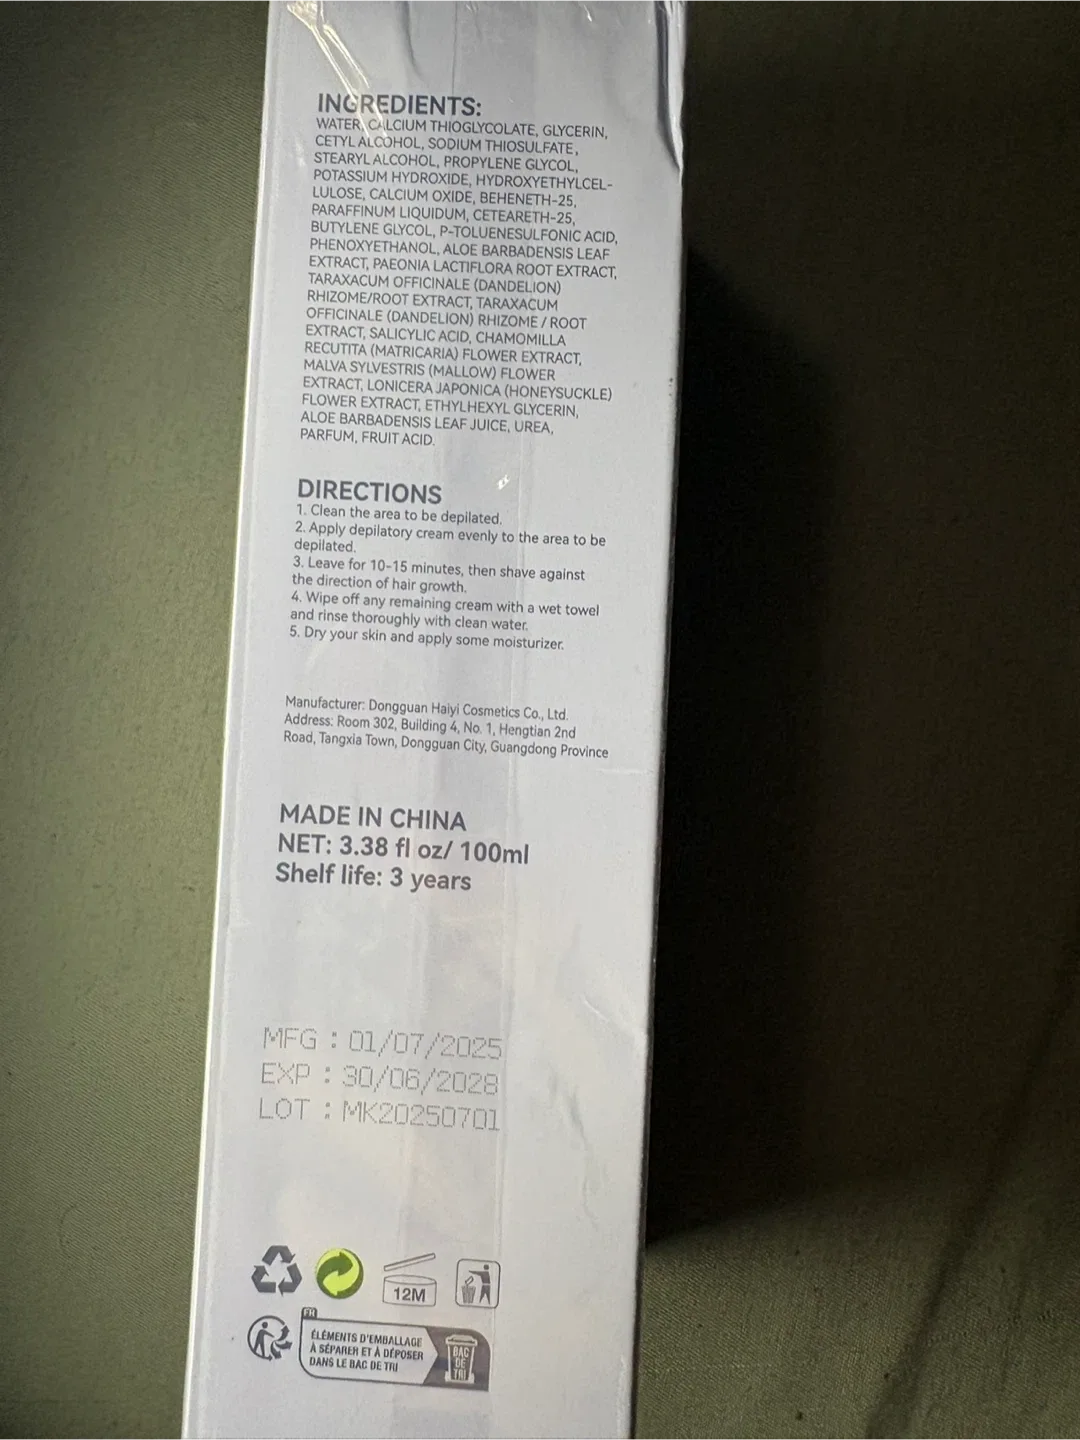 INGREDIENTS:
WATER, CALCIUM THIOGLYCOLATE, GLYCERIN,
CETYL ALCOHOL, SODIUM THIOSULFATE,
STEARYL ALCOHOL, PROPYLENE GLYCOL,
POTASSIUM HYDROXIDE, HYDROXYETHYLCEL-
LULOSE, CALCIUM OXIDE, BEHENETH-25,
PARAFFINUM LIQUIDUM, CETEARETH-25,
BUTYLENE GLYCOL, P-TOLUENESULFONIC ACID,
PHENOXYETHANOL, ALOE BARBADENSIS LEAF
EXTRACT, PAEONIA LACTIFLORA ROOT EXTRACT,
TARAXACUM OFFICINALE (DANDELION)
RHIZOME/ROOT EXTRACT, TARAXACUM
OFFICINALE (DANDELION) RHIZOME / ROOT
EXTRACT, SALICYLIC ACID, CHAMOMILLA
RECUTITA (MATRICARIA) FLOWER EXTRACT,
MALVA SYLVESTRIS (MALLOW) FLOWER
EXTRACT, LONICERA JAPONICA (HONEYSUCKLE)
FLOWER EXTRACT, ETHYLHEXYL GLYCERIN,
ALOE BARBADENSIS LEAF JUICE, UREA,
PARFUM, FRUIT ACID.
DIRECTIONS
1. Clean the area to be depilated.
2. Apply depilatory cream evenly to the area to be
depilated.
3. Leave for 10-15 minutes, then shave against
the direction of hair growth.
4. Wipe off any remaining cream with a wet towel
and rinse thoroughly with clean water.
5. Dry your skin and apply some moisturizer.
Manufacturer: Dongguan Haiyi Cosmetics Co., Ltd.
Address: Room 302, Building 4, No. 1, Hengtian 2nd
Road, Tangxia Town, Dongguan City, Guangdong Province
MADE IN CHINA
NET: 3.38 fl oz/ 100ml
Shelf life: 3 years
MFG : 01/07/2025
EXP : 30/06/2028
LOT : MK20250701
12M
FR
ÉLÉMENTS D'EMBALLAGE
À SÉPARER ET À DÉPOSER
DANS LE BAC DE TRI
BAC
DE
TRI